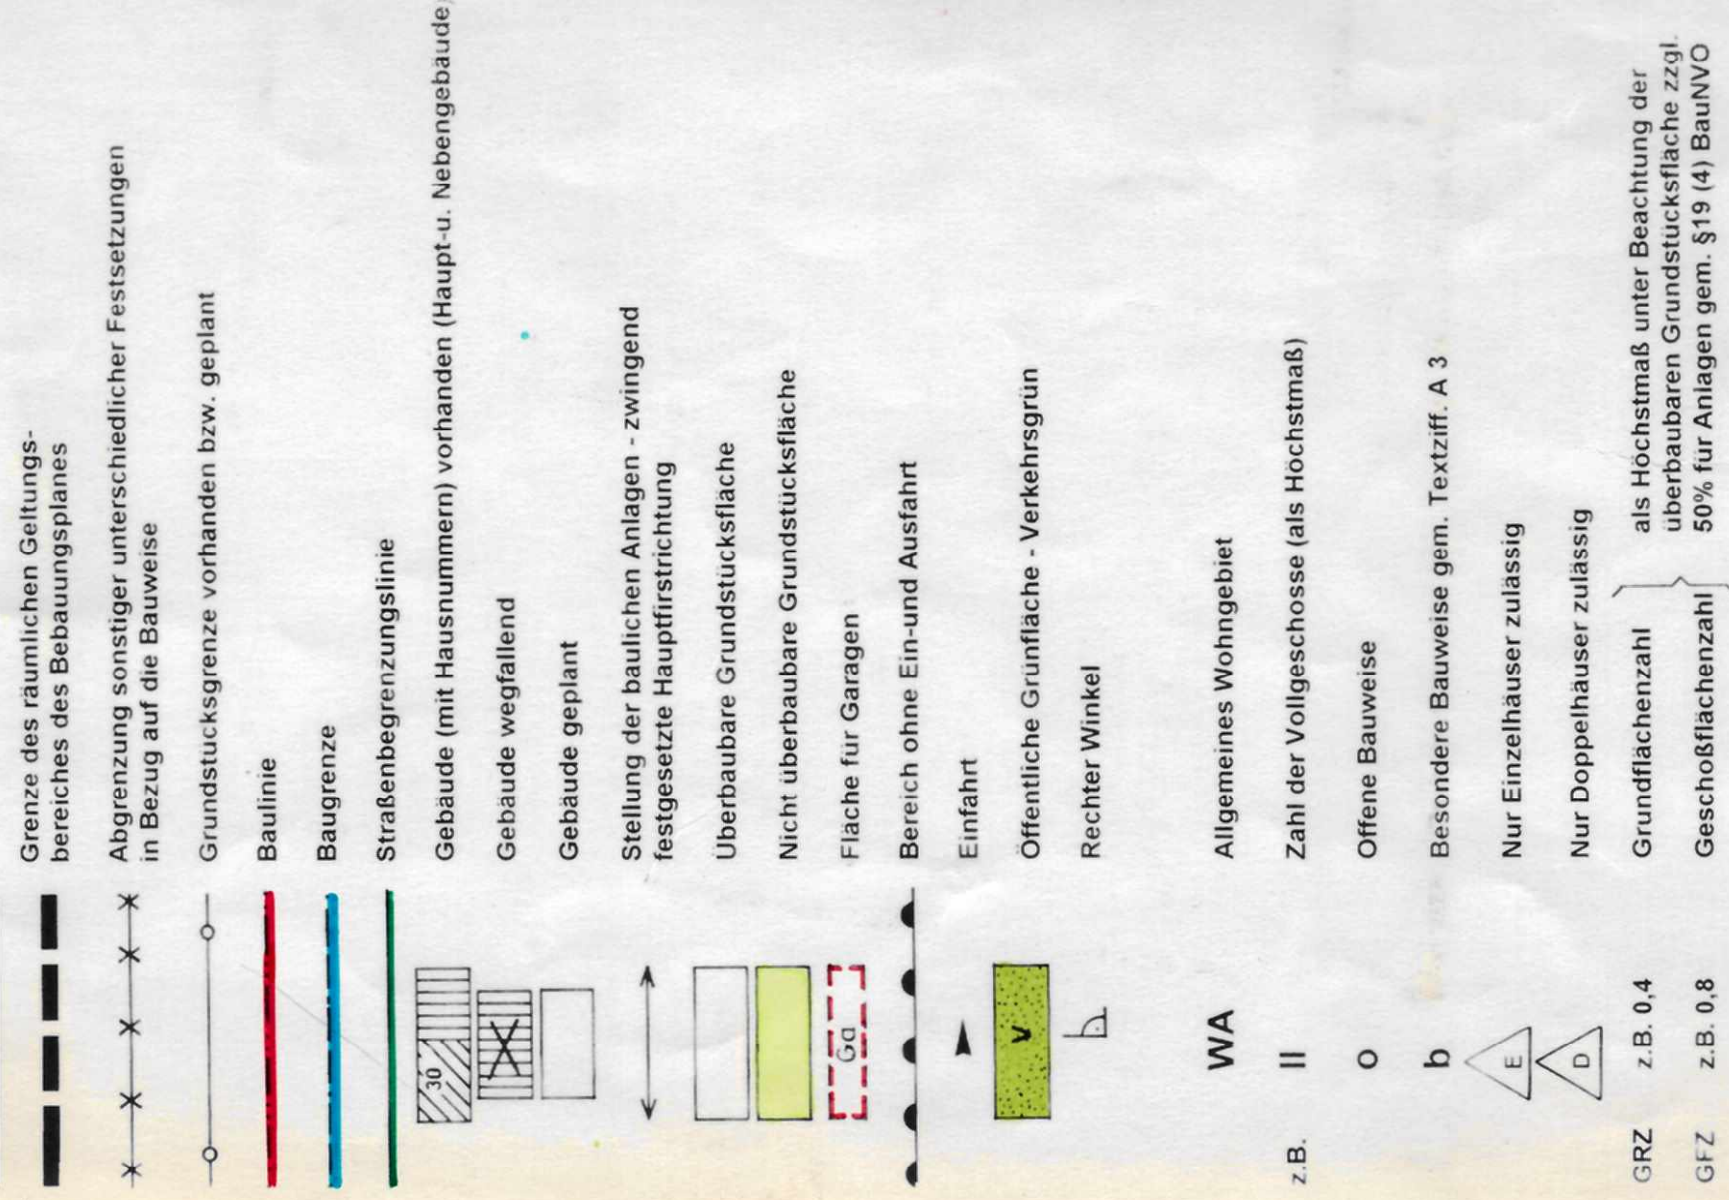 Grenze des räumlichen Geltungs-
bereiches des Bebauungsplanes
Abgrenzung sonstiger unterschiedlicher Festsetzungen
in Bezug auf die Bauweise
Grundstücksgrenze vorhanden bzw. geplant
Baulinie
Baugrenze
Straßenbegrenzungslinie
30 Gebäude (mit Hausnummern) vorhanden (Haupt-u. Nebengebäude)
Gebäude wegfallend
Gebäude geplant
Stellung der baulichen Anlagen - zwingend
festgesetzte Hauptfirstrichtung
Überbaubare Grundstücksfläche
Nicht überbaubare Grundstücksfläche
Ga Fläche für Garagen
Bereich ohne Ein-und Ausfahrt
Einfahrt
V Öffentliche Grünfläche - Verkehrsgrün
Rechter Winkel
WA Allgemeines Wohngebiet
z.B. II Zahl der Vollgeschosse (als Höchstmaß)
o Offene Bauweise
b Besondere Bauweise gem. Textziff. A 3
E Nur Einzelhäuser zulässig
D Nur Doppelhäuser zulässig
GRZ z.B. 0,4 Grundflächenzahl
GFZ z.B. 0,8 Geschoßflächenzahl
als Höchstmaß unter Beachtung der
überbaubaren Grundstücksfläche zzgl.
50% für Anlagen gem. §19 (4) BauNVO